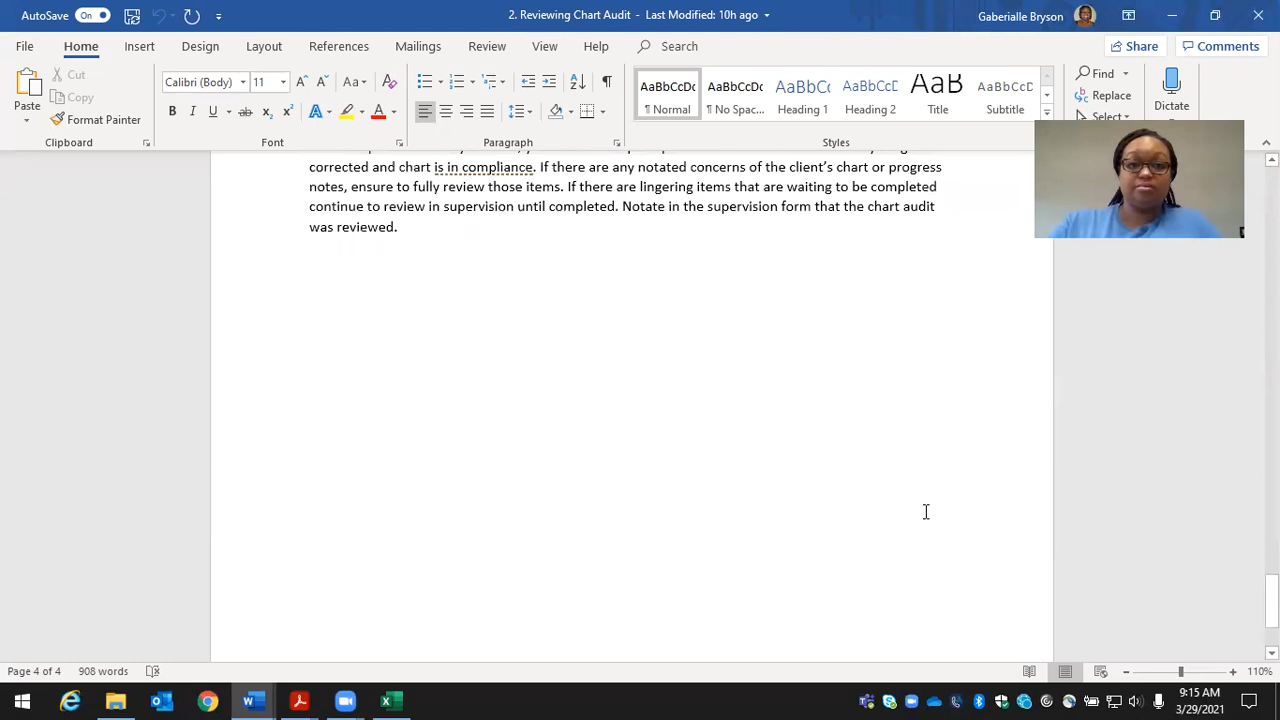 AutoSave On 2. Reviewing Chart Audit - Last Modified: 10h ago Gaberialle Bryson
File Home Insert Design Layout References Mailings Review View Help Search Share Comments
Paste Cut Copy Format Painter
Calibri (Body) 11 Aa
AaBbCcDc AaBbCcDc AaBbCc AaBbCcD AaB AaBbCcD
¶ Normal ¶ No Spac... Heading 1 Heading 2 Title Subtitle
Find Replace Select Dictate
Clipboard Font Paragraph Styles
corrected and chart is in compliance. If there are any notated concerns of the client's chart or progress
notes, ensure to fully review those items. If there are lingering items that are waiting to be completed
continue to review in supervision until completed. Notate in the supervision form that the chart audit
was reviewed.
Page 4 of 4 908 words 110%
9:15 AM
3/29/2021